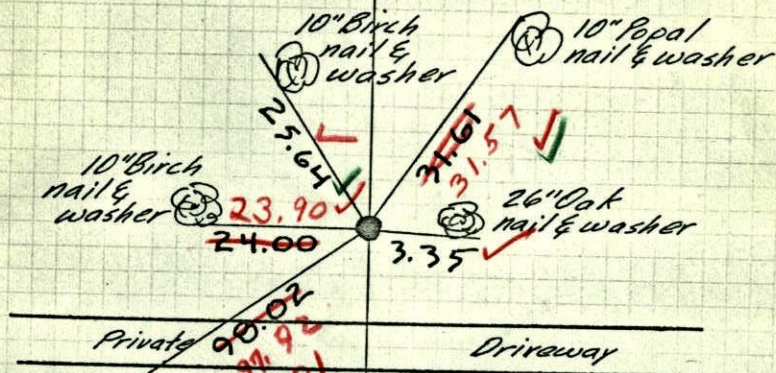 10" Birch
nail &
washer
10" Popal
nail & washer
25.64
31.61
31.57
10" Birch
nail &
washer
23.90
24.00
26" Oak
nail & washer
3.35
90.02
Private
Driveway